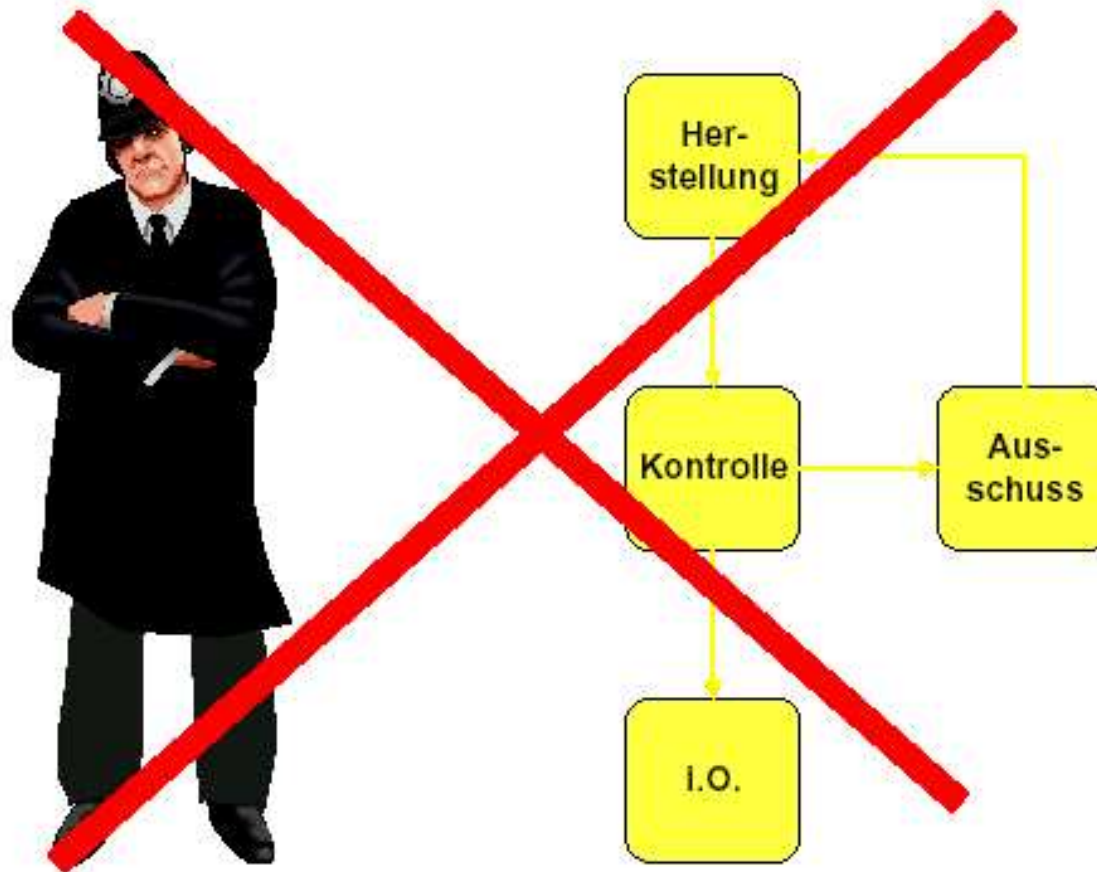 Her-
stellung
Kontrolle
Aus-
schuss
i.O.